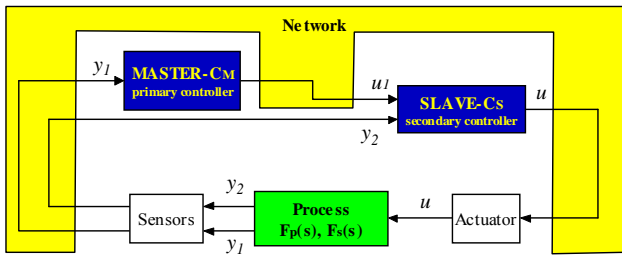 Network
y1
MASTER-CM
primary controller
u1
SLAVE-CS
secondary controller
u
y2
Sensors
y2
y1
Process
Fp(s), Fs(s)
u
Actuator